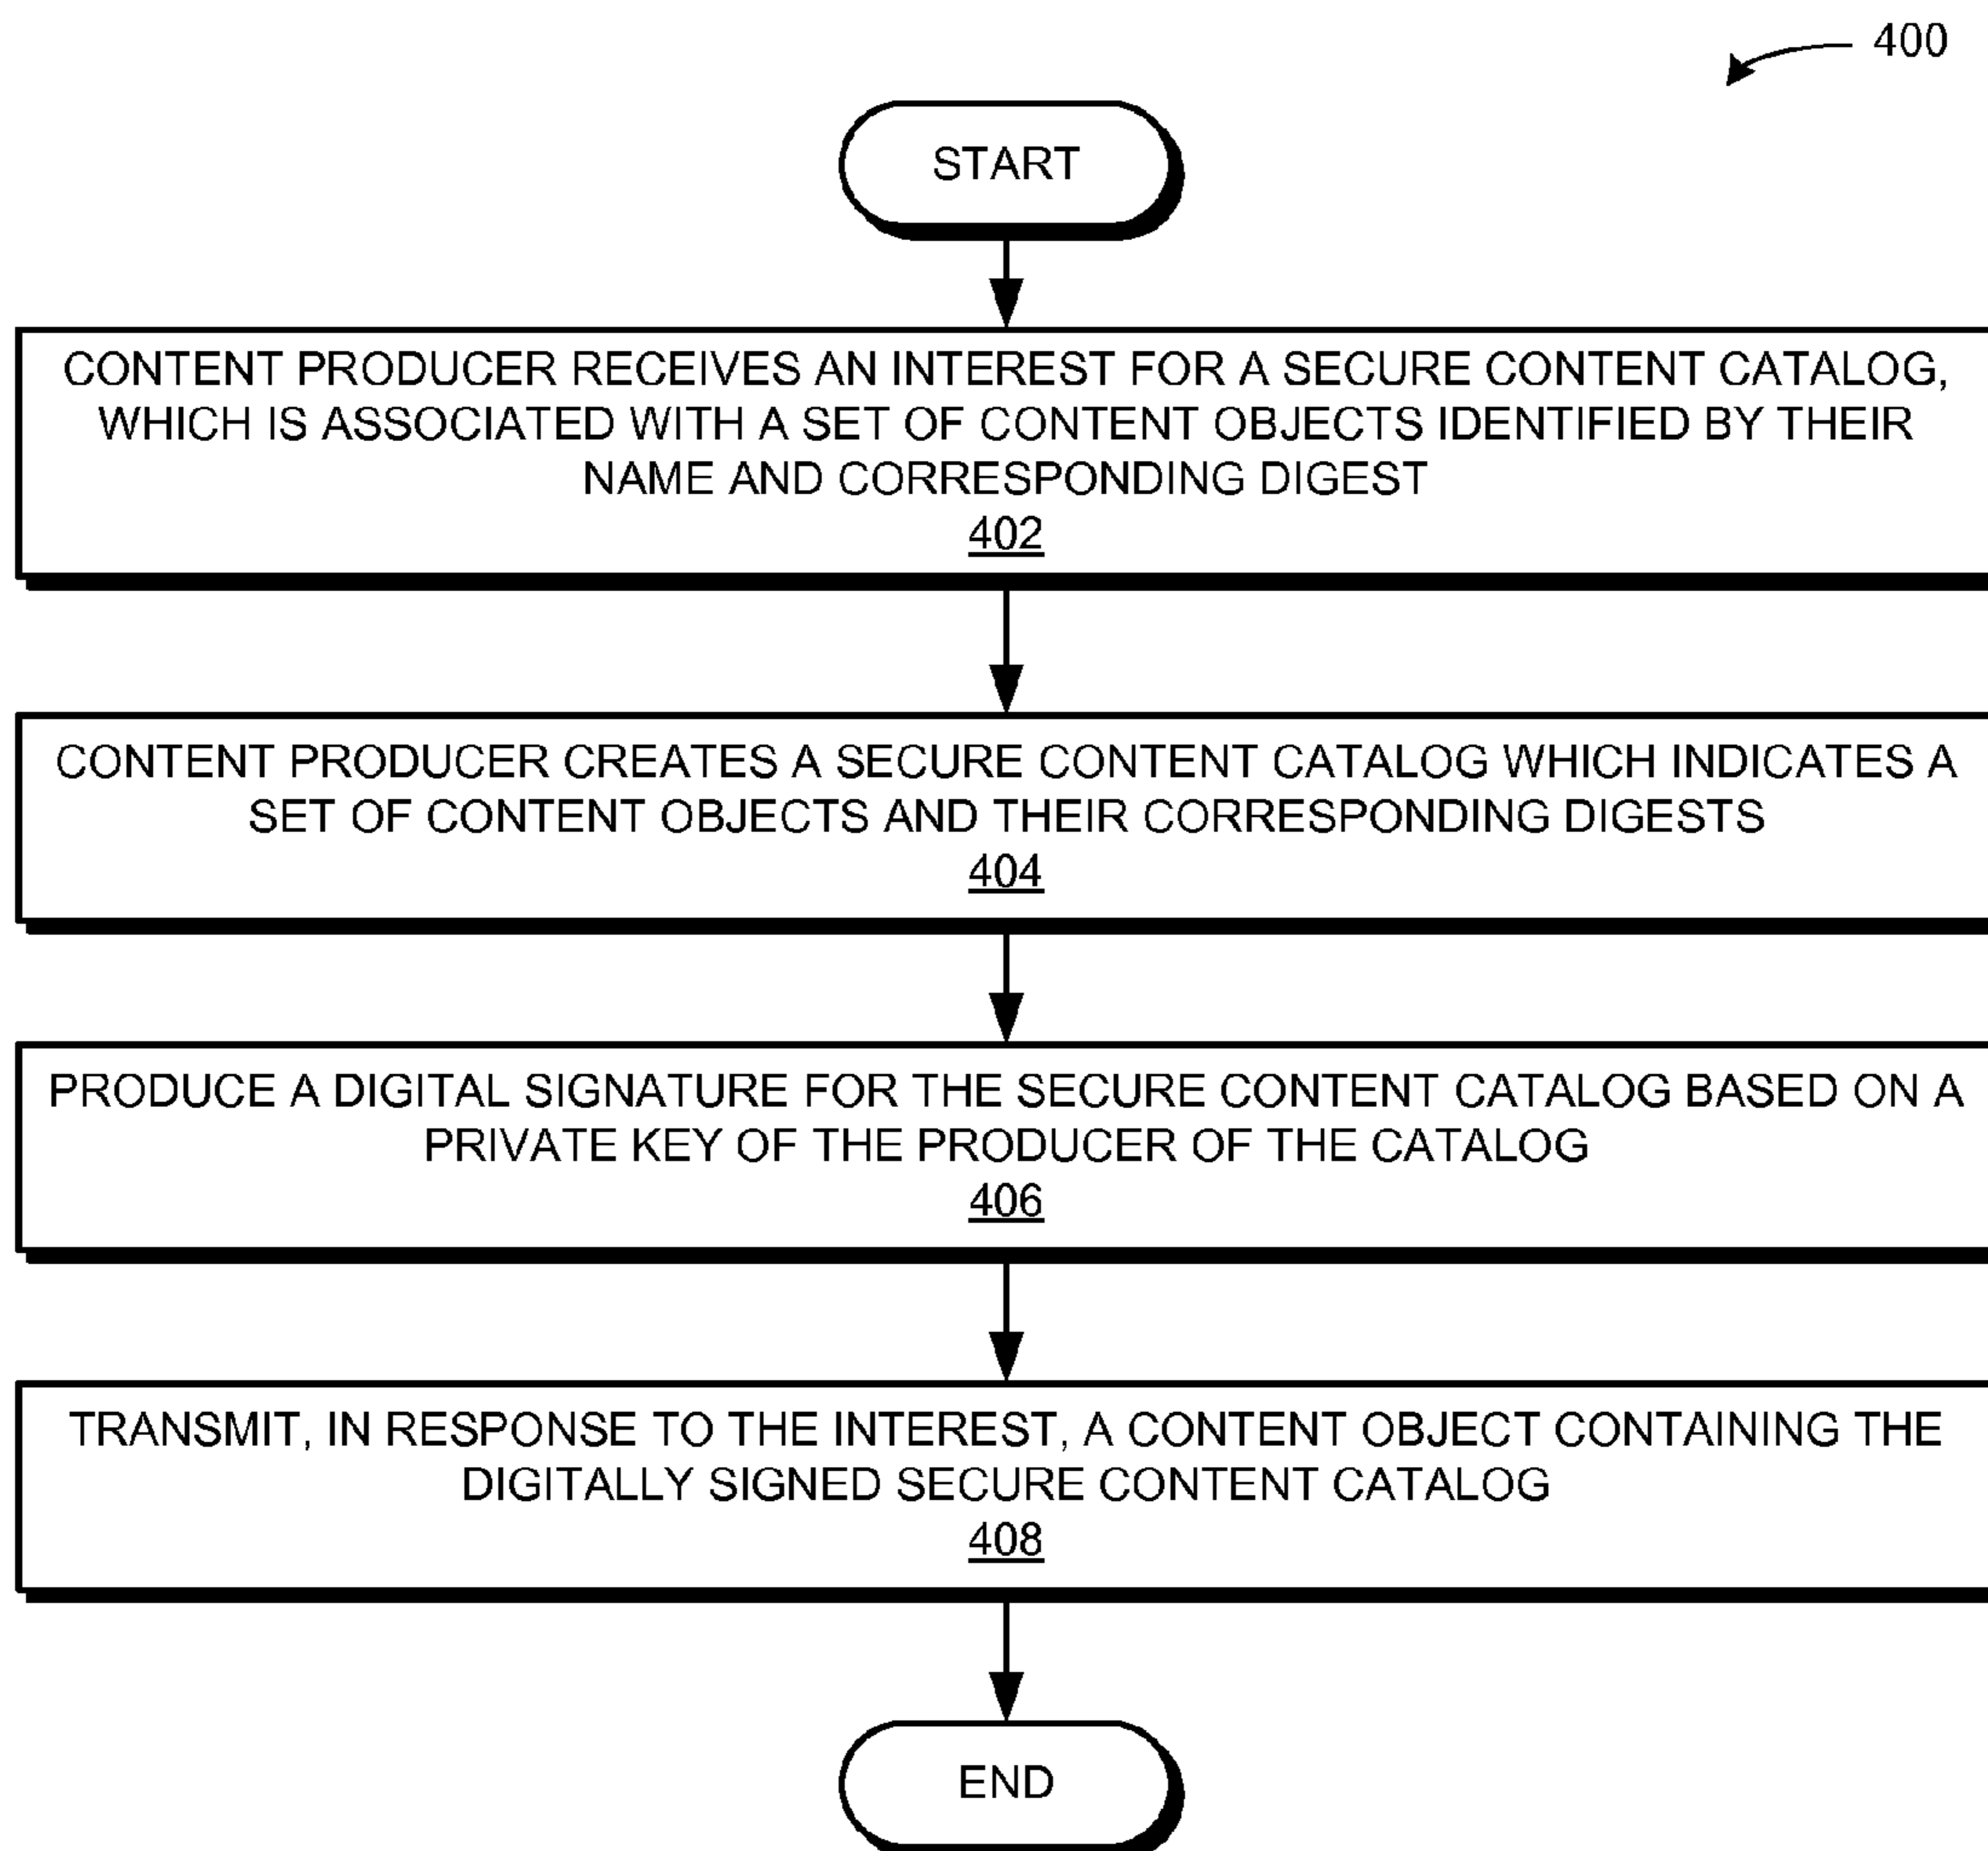 400
START
CONTENT PRODUCER RECEIVES AN INTEREST FOR A SECURE CONTENT CATALOG,
WHICH IS ASSOCIATED WITH A SET OF CONTENT OBJECTS IDENTIFIED BY THEIR
NAME AND CORRESPONDING DIGEST
402
CONTENT PRODUCER CREATES A SECURE CONTENT CATALOG WHICH INDICATES A
SET OF CONTENT OBJECTS AND THEIR CORRESPONDING DIGESTS
404
PRODUCE A DIGITAL SIGNATURE FOR THE SECURE CONTENT CATALOG BASED ON A
PRIVATE KEY OF THE PRODUCER OF THE CATALOG
406
TRANSMIT, IN RESPONSE TO THE INTEREST, A CONTENT OBJECT CONTAINING THE
DIGITALLY SIGNED SECURE CONTENT CATALOG
408
END